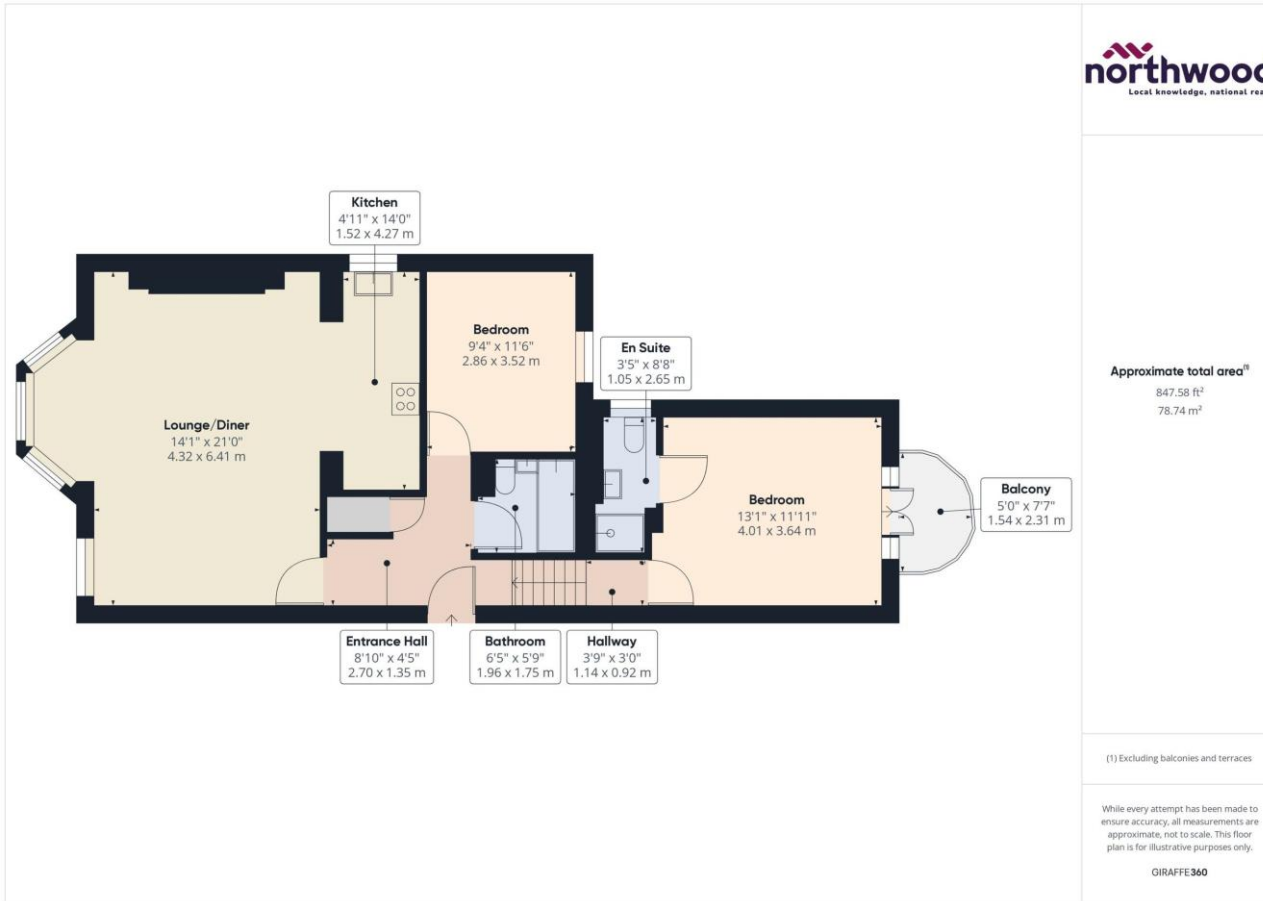 northwood
Local knowledge, national rea
Kitchen
4'11" x 14'0"
1.52 x 4.27 m
Bedroom
9'4" x 11'6"
2.86 x 3.52 m
En Suite
3'5" x 8'8"
1.05 x 2.65 m
Lounge/Diner
14'1" x 21'0"
4.32 x 6.41 m
Bedroom
13'1" x 11'11"
4.01 x 3.64 m
Balcony
5'0" x 7'7"
1.54 x 2.31 m
Entrance Hall
8'10" x 4'5"
2.70 x 1.35 m
Bathroom
6'5" x 5'9"
1.96 x 1.75 m
Hallway
3'9" x 3'0"
1.14 x 0.92 m
Approximate total area(1)
847.58 ft²
78.74 m²
(1) Excluding balconies and terraces
While every attempt has been made to
ensure accuracy, all measurements are
approximate, not to scale. This floor
plan is for illustrative purposes only.
GIRAFFE360